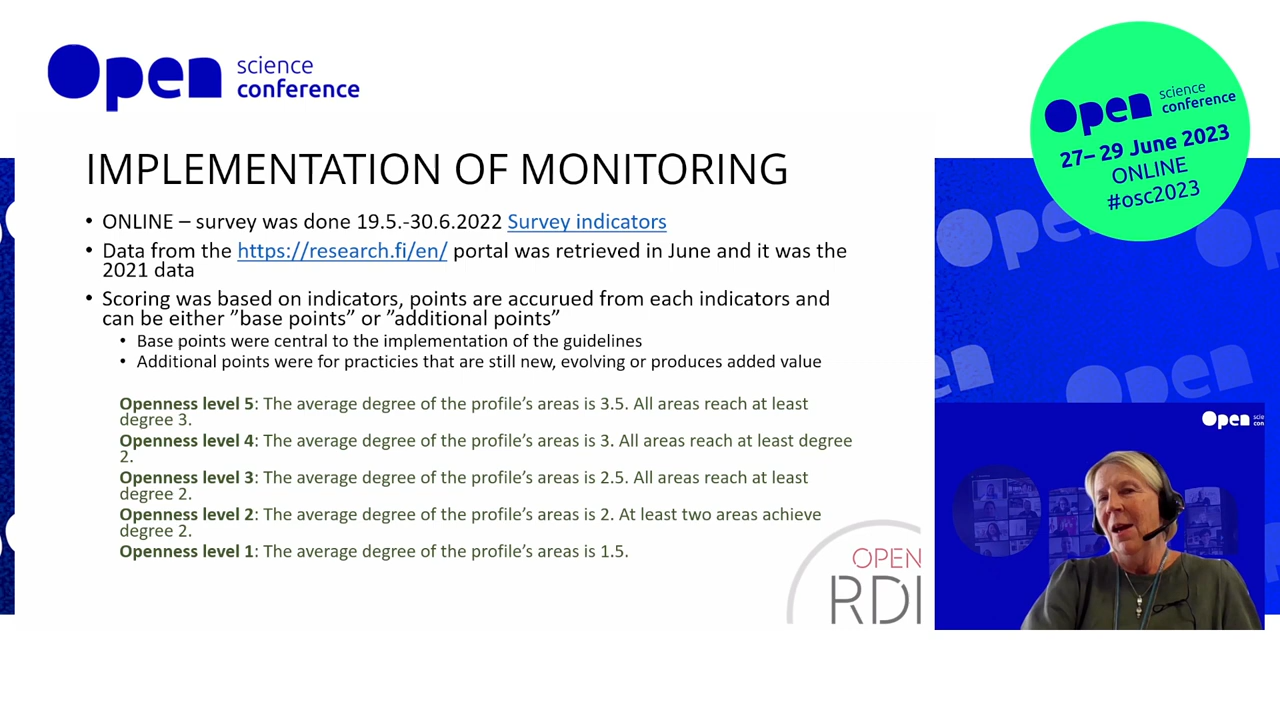 Open science
conference
Open science
conference
27– 29 June 2023
ONLINE
#osc2023
IMPLEMENTATION OF MONITORING
• ONLINE – survey was done 19.5.-30.6.2022 Survey indicators
• Data from the https://research.fi/en/ portal was retrieved in June and it was the
2021 data
• Scoring was based on indicators, points are accurued from each indicators and
can be either ”base points” or ”additional points”
• Base points were central to the implementation of the guidelines
• Additional points were for practicies that are still new, evolving or produces added value
Openness level 5: The average degree of the profile’s areas is 3.5. All areas reach at least
degree 3.
Openness level 4: The average degree of the profile’s areas is 3. All areas reach at least degree
2.
Openness level 3: The average degree of the profile’s areas is 2.5. All areas reach at least
degree 2.
Openness level 2: The average degree of the profile’s areas is 2. At least two areas achieve
degree 2.
Openness level 1: The average degree of the profile’s areas is 1.5.
OPEN
RDI
Open
Open
en
Open scie
con